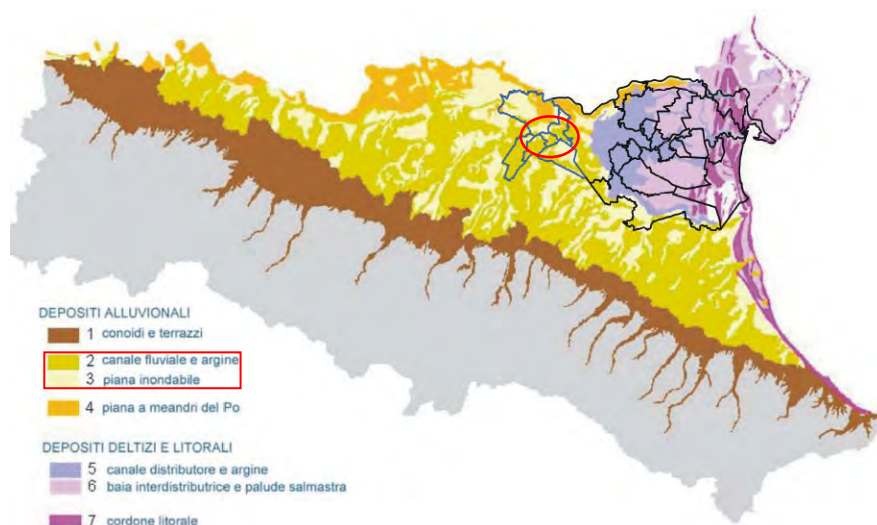 DEPOSITI ALLUVIONALI
1 conoidi e terrazzi
2 canale fluviale e argine
3 piana inondabile
4 piana a meandri del Po
DEPOSITI DELTIZI E LITORALI
5 canale distributore e argine
6 baia interdistributrice e palude salmastra
7 cordone litorale